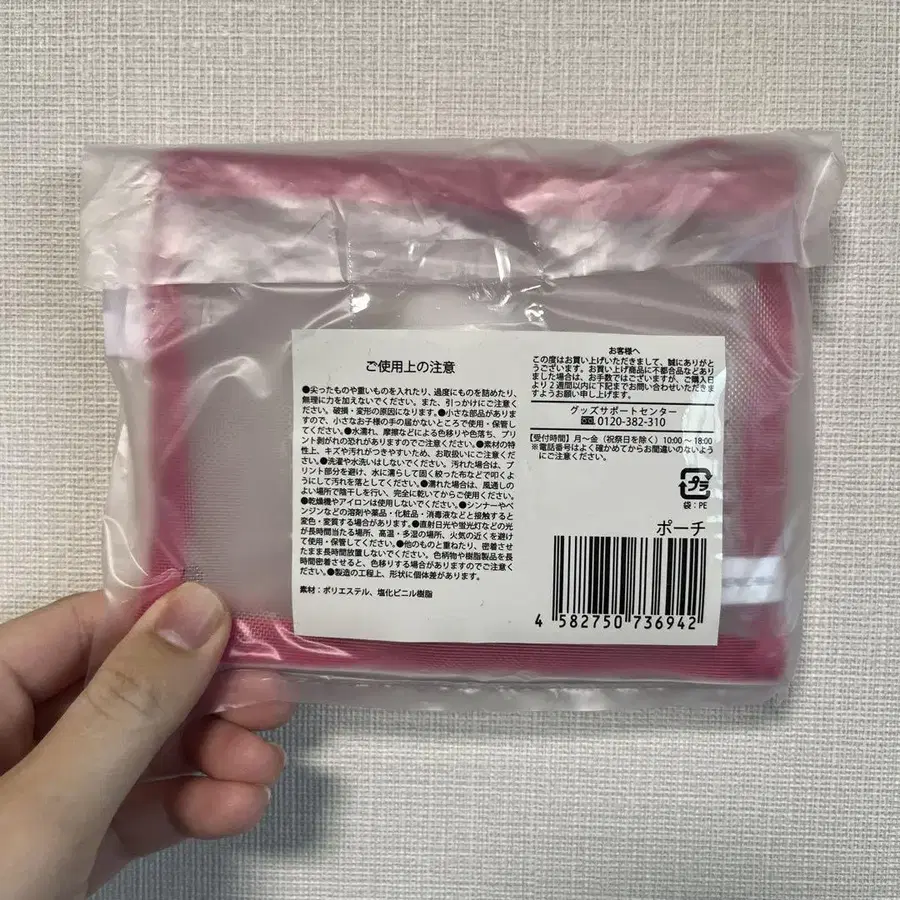 ご使用上の注意
●尖ったものや重いものを入れたり、過度にものを詰めたり、
無理に力を加えないでください。また、引っかけにご注意く
ださい。破損・変形の原因になります。●小さな部品がありま
すので、小さなお子様の手の届かないところで使用・保管し
てください。●水濡れ、摩擦などによる色移りや色落ち、プリ
ント剥がれの恐れがありますのでご注意ください。●素材の特
性上、キズや汚れがつきやすいため、お取扱いにご注意くだ
さい。●洗濯や水洗いはしないでください。汚れた場合は、プ
リント部分を避け、水に濡らして固く絞った布などで叩くよ
うにして汚れを落としてください。●濡れた場合は、風通しの
よい場所で陰干しを行い、完全に乾いてからご使用ください。
●乾燥機やアイロンは使用しないでください。●シンナーやベ
ンジンなどの溶剤や薬品・化粧品・消毒液などと接触すると
変色・変質する場合があります。●直射日光や蛍光灯などの光
が長時間当たる場所、高温・多湿の場所、火気の近くを避け
て使用・保管してください。●他のものと重ねたり、密着させ
たまま長時間放置しないでください。色柄物や樹脂製品を長
時間密着させると、色移りする場合がありますのでご注意く
ださい。●製造の工程上、形状に個体差があります。
素材：ポリエステル、塩化ビニル樹脂
お客様へ
この度はお買い上げいただきまして、誠にありがと
うございます。お買い上げ商品に不都合品などあり
ました場合は、お手数ではございますが、ご購入日
より2週間以内に下記までお問い合わせいただきま
すようお願い申し上げます。
グッズサポートセンター
0120-382-310
【受付時間】月～金（祝祭日を除く）10:00～18:00
※電話番号はよく確かめてからお間違いのないよう
にご注意ください。
プラ
袋：PE
ポーチ
4 582750 736942